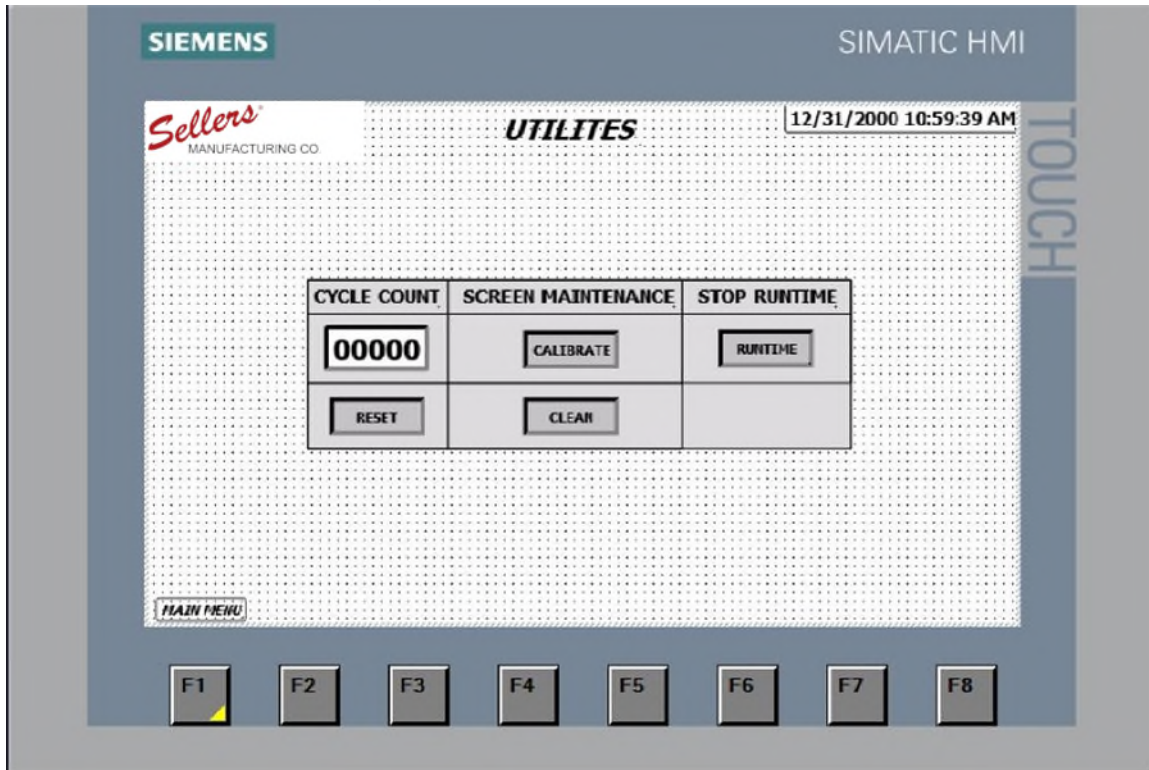 SIEMENS
SIMATIC HMI
TOUCH
Sellers
MANUFACTURING CO.
UTILITES
12/31/2000 10:59:39 AM
CYCLE COUNT SCREEN MAINTENANCE STOP RUNTIME
00000 CALIBRATE RUNTIME
RESET CLEAN
MAIN MENU
F1 F2 F3 F4 F5 F6 F7 F8